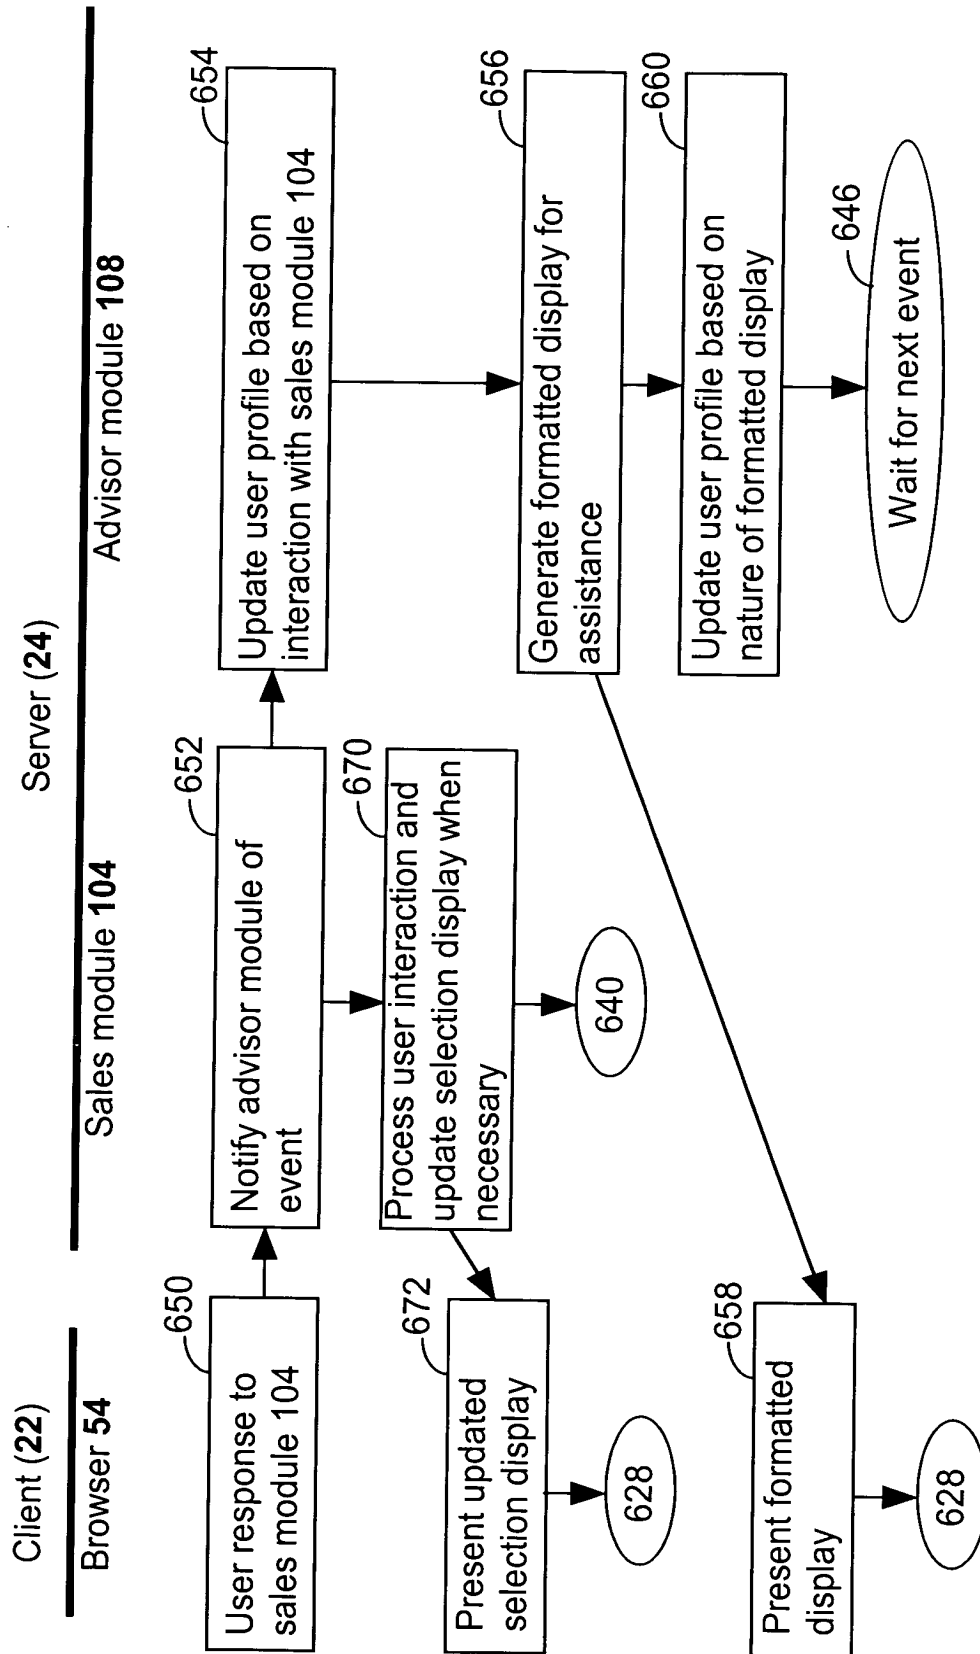 Client (22)
Server (24)
Browser 54
Sales module 104
Advisor module 108
650
User response to
sales module 104
652
Notify advisor module of
event
654
Update user profile based on
interaction with sales module 104
670
Process user interaction and
update selection display when
necessary
672
Present updated
selection display
628
640
656
Generate formatted display for
assistance
658
Present formatted
display
628
660
Update user profile based on
nature of formatted display
646
Wait for next event